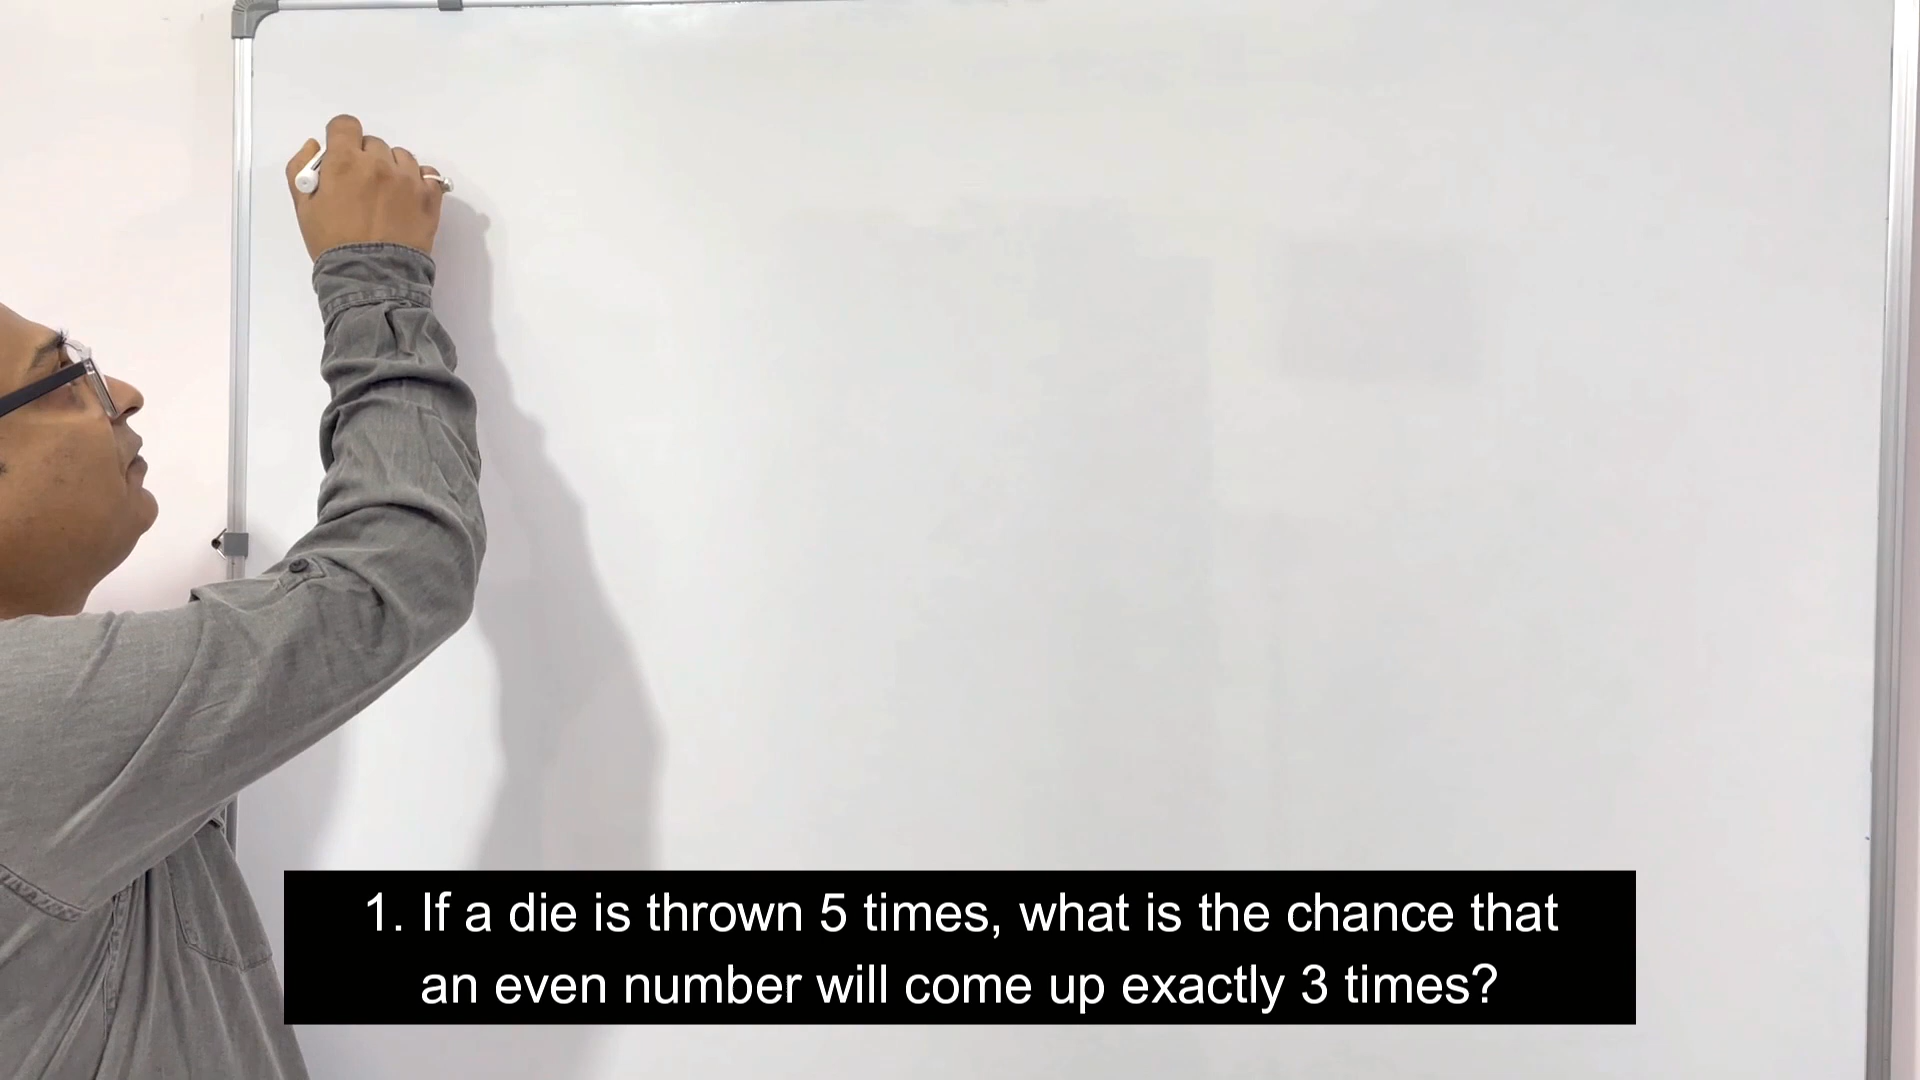 1. If a die is thrown 5 times, what is the chance that
an even number will come up exactly 3 times?